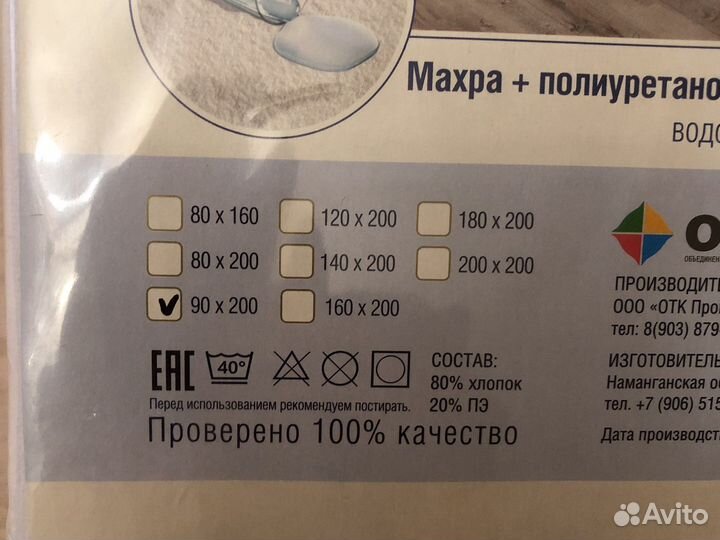 Махра + полиуретано
ВОДО
80 х 160 120 х 200 180 х 200
80 х 200 140 х 200 200 х 200
90 х 200 160 х 200
ОБЪЕДИНЕН
ПРОИЗВОДИТЕ
ООО «ОТК Про
тел: 8(903) 879-
EAC 40°
СОСТАВ:
80% хлопок
20% ПЭ
Перед использованием рекомендуем постирать.
Проверено 100% качество
ИЗГОТОВИТЕЛЬ
Наманганская о
тел. +7 (906) 515
Дата производст
Avito